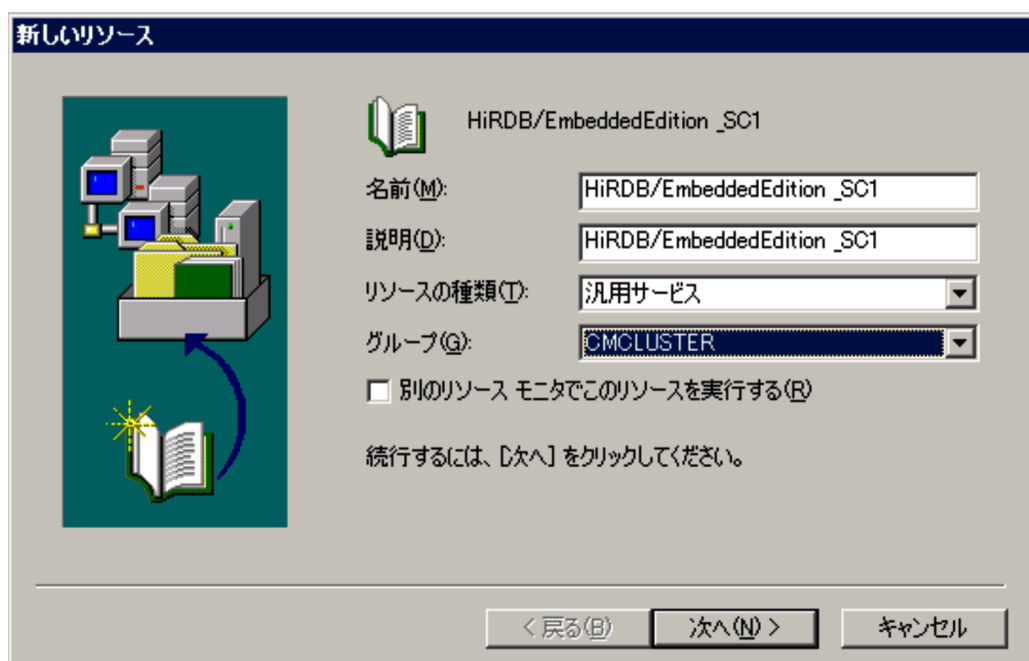 新しいリソース
HiRDB/EmbeddedEdition _SC1
名前(M): HiRDB/EmbeddedEdition _SC1
説明(D): HiRDB/EmbeddedEdition _SC1
リソースの種類(T): 汎用サービス
グループ(G): CMCLUSTER
別のリソース モニタでこのリソースを実行する(R)
続行するには、[次へ] をクリックしてください。
< 戻る(B) 次へ(N) > キャンセル